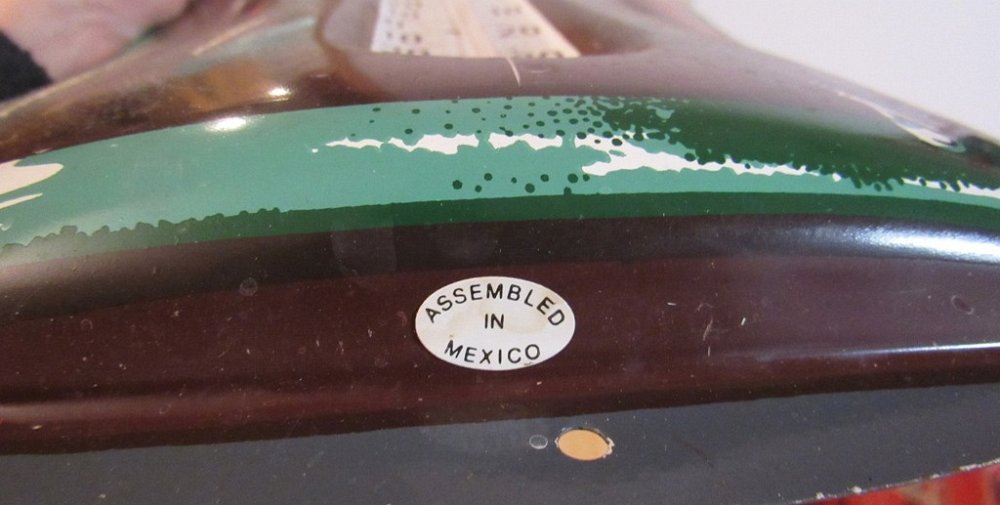 ASSEMBLED
IN
MEXICO